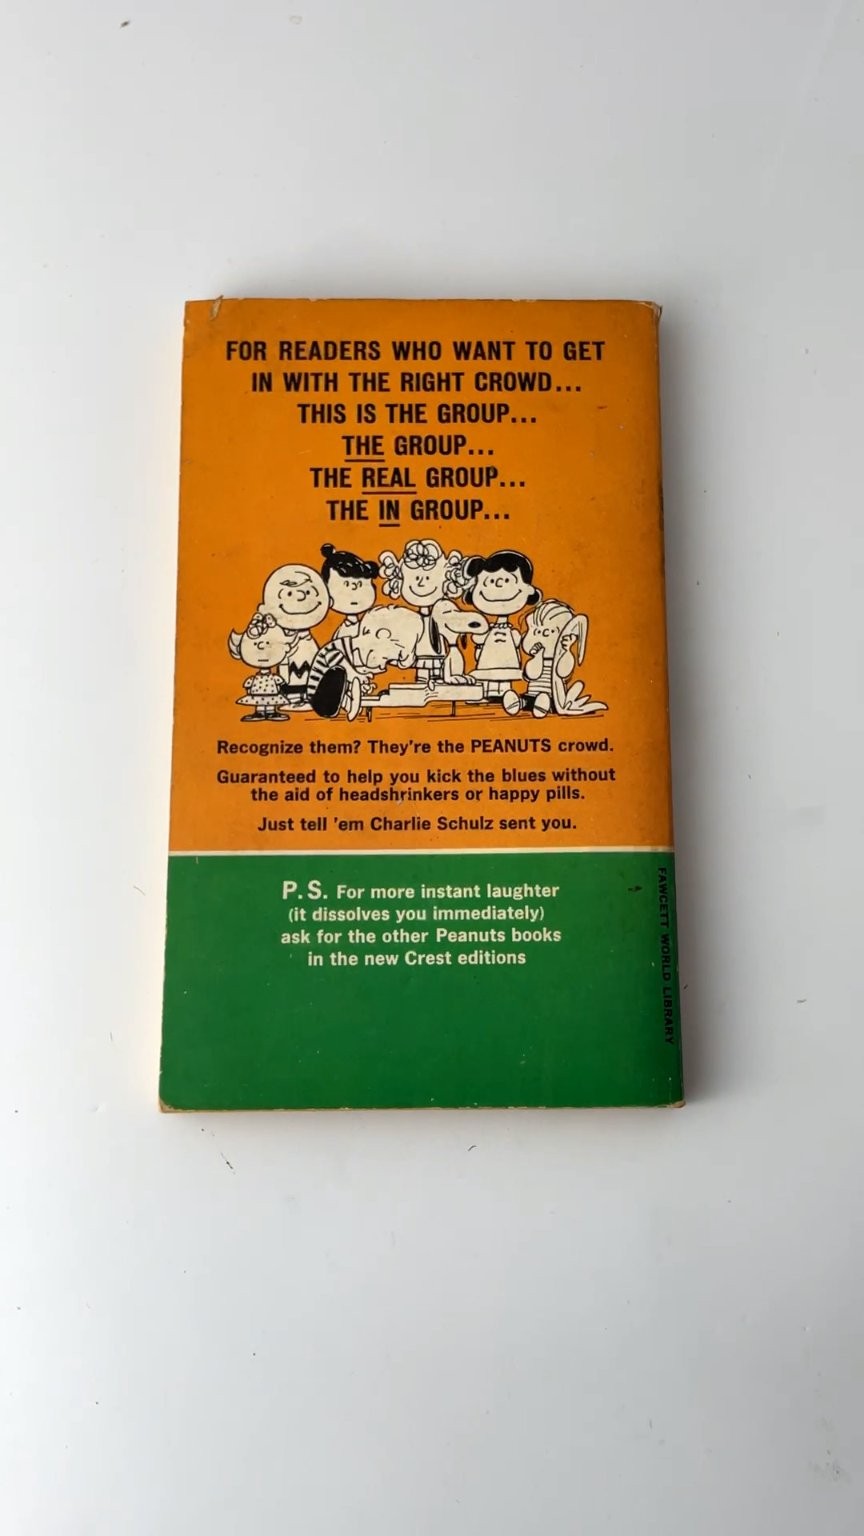 FOR READERS WHO WANT TO GET
IN WITH THE RIGHT CROWD...
THIS IS THE GROUP...
THE GROUP...
THE REAL GROUP...
THE IN GROUP...
Recognize them? They're the PEANUTS crowd.
Guaranteed to help you kick the blues without
the aid of headshrinkers or happy pills.
Just tell 'em Charlie Schulz sent you.
P.S. For more instant laughter
(it dissolves you immediately)
ask for the other Peanuts books
in the new Crest editions
FAWCETT WORLD LIBRARY